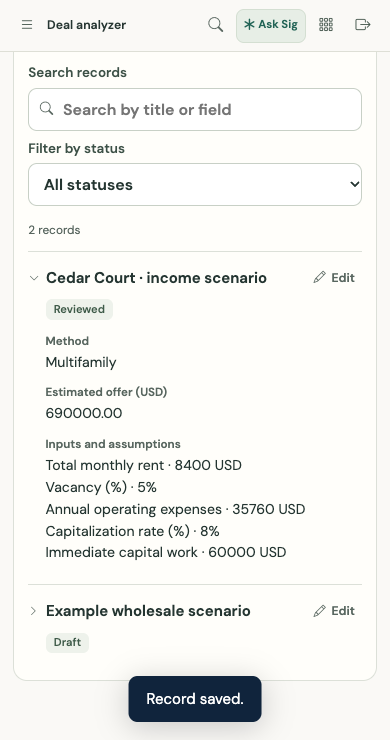 Deal analyzer
Ask Sig
Search records
Search by title or field
Filter by status
All statuses
2 records
Cedar Court · income scenario
Edit
Reviewed
Method
Multifamily
Estimated offer (USD)
690000.00
Inputs and assumptions
Total monthly rent · 8400 USD
Vacancy (%) · 5%
Annual operating expenses · 35760 USD
Capitalization rate (%) · 8%
Immediate capital work · 60000 USD
Example wholesale scenario
Edit
Draft
Record saved.